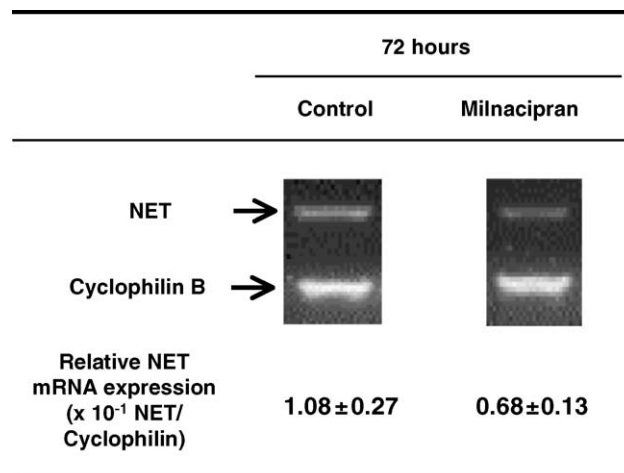 72 hours
Control Milnacipran
NET
Cyclophilin B
Relative NET
mRNA expression
(x 10⁻¹ NET/
Cyclophilin)
1.08±0.27 0.68±0.13